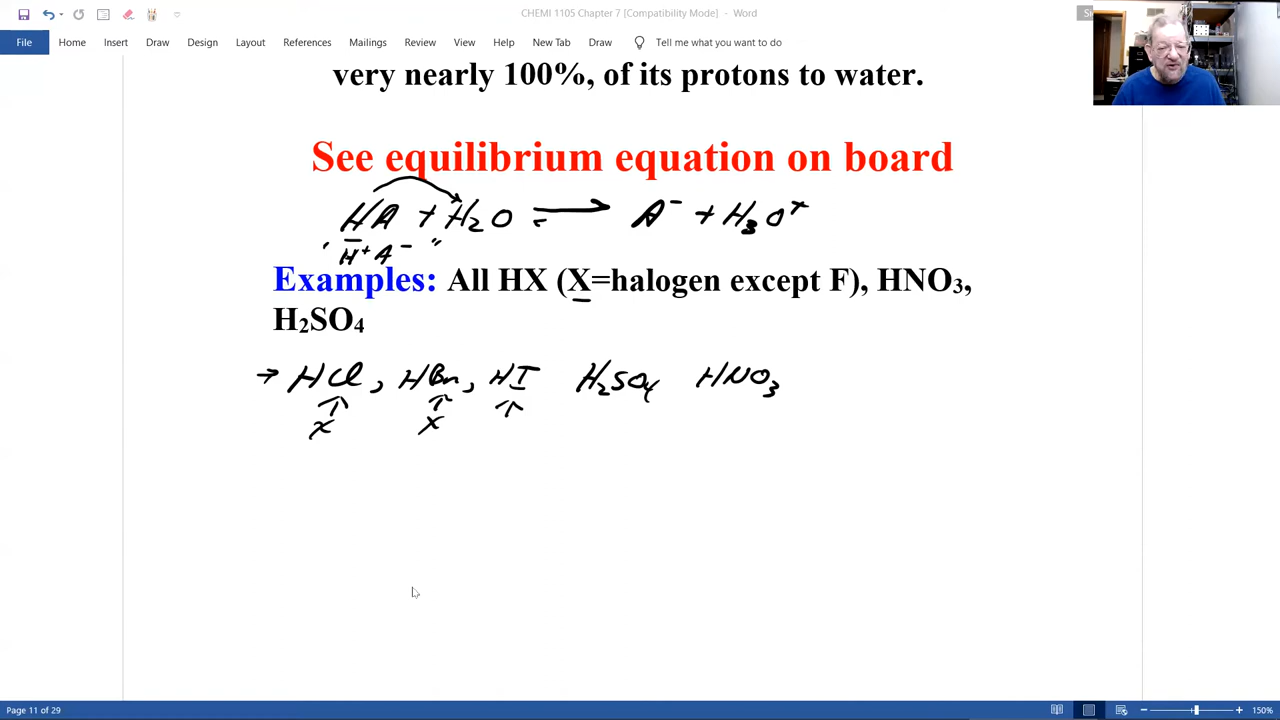 CHEMI 1105 Chapter 7 [Compatibility Mode] - Word
File Home Insert Draw Design Layout References Mailings Review View Help New Tab Draw Tell me what you want to do
very nearly 100%, of its protons to water.
See equilibrium equation on board
HA + H₂O ⇌ A⁻ + H₃O⁺
" H⁺A⁻ "
Examples: All HX (X=halogen except F), HNO₃,
H₂SO₄
→ HCl, HBr, HI H₂SO₄ HNO₃
↑ ↑ ↑
X X
Page 11 of 29
150%